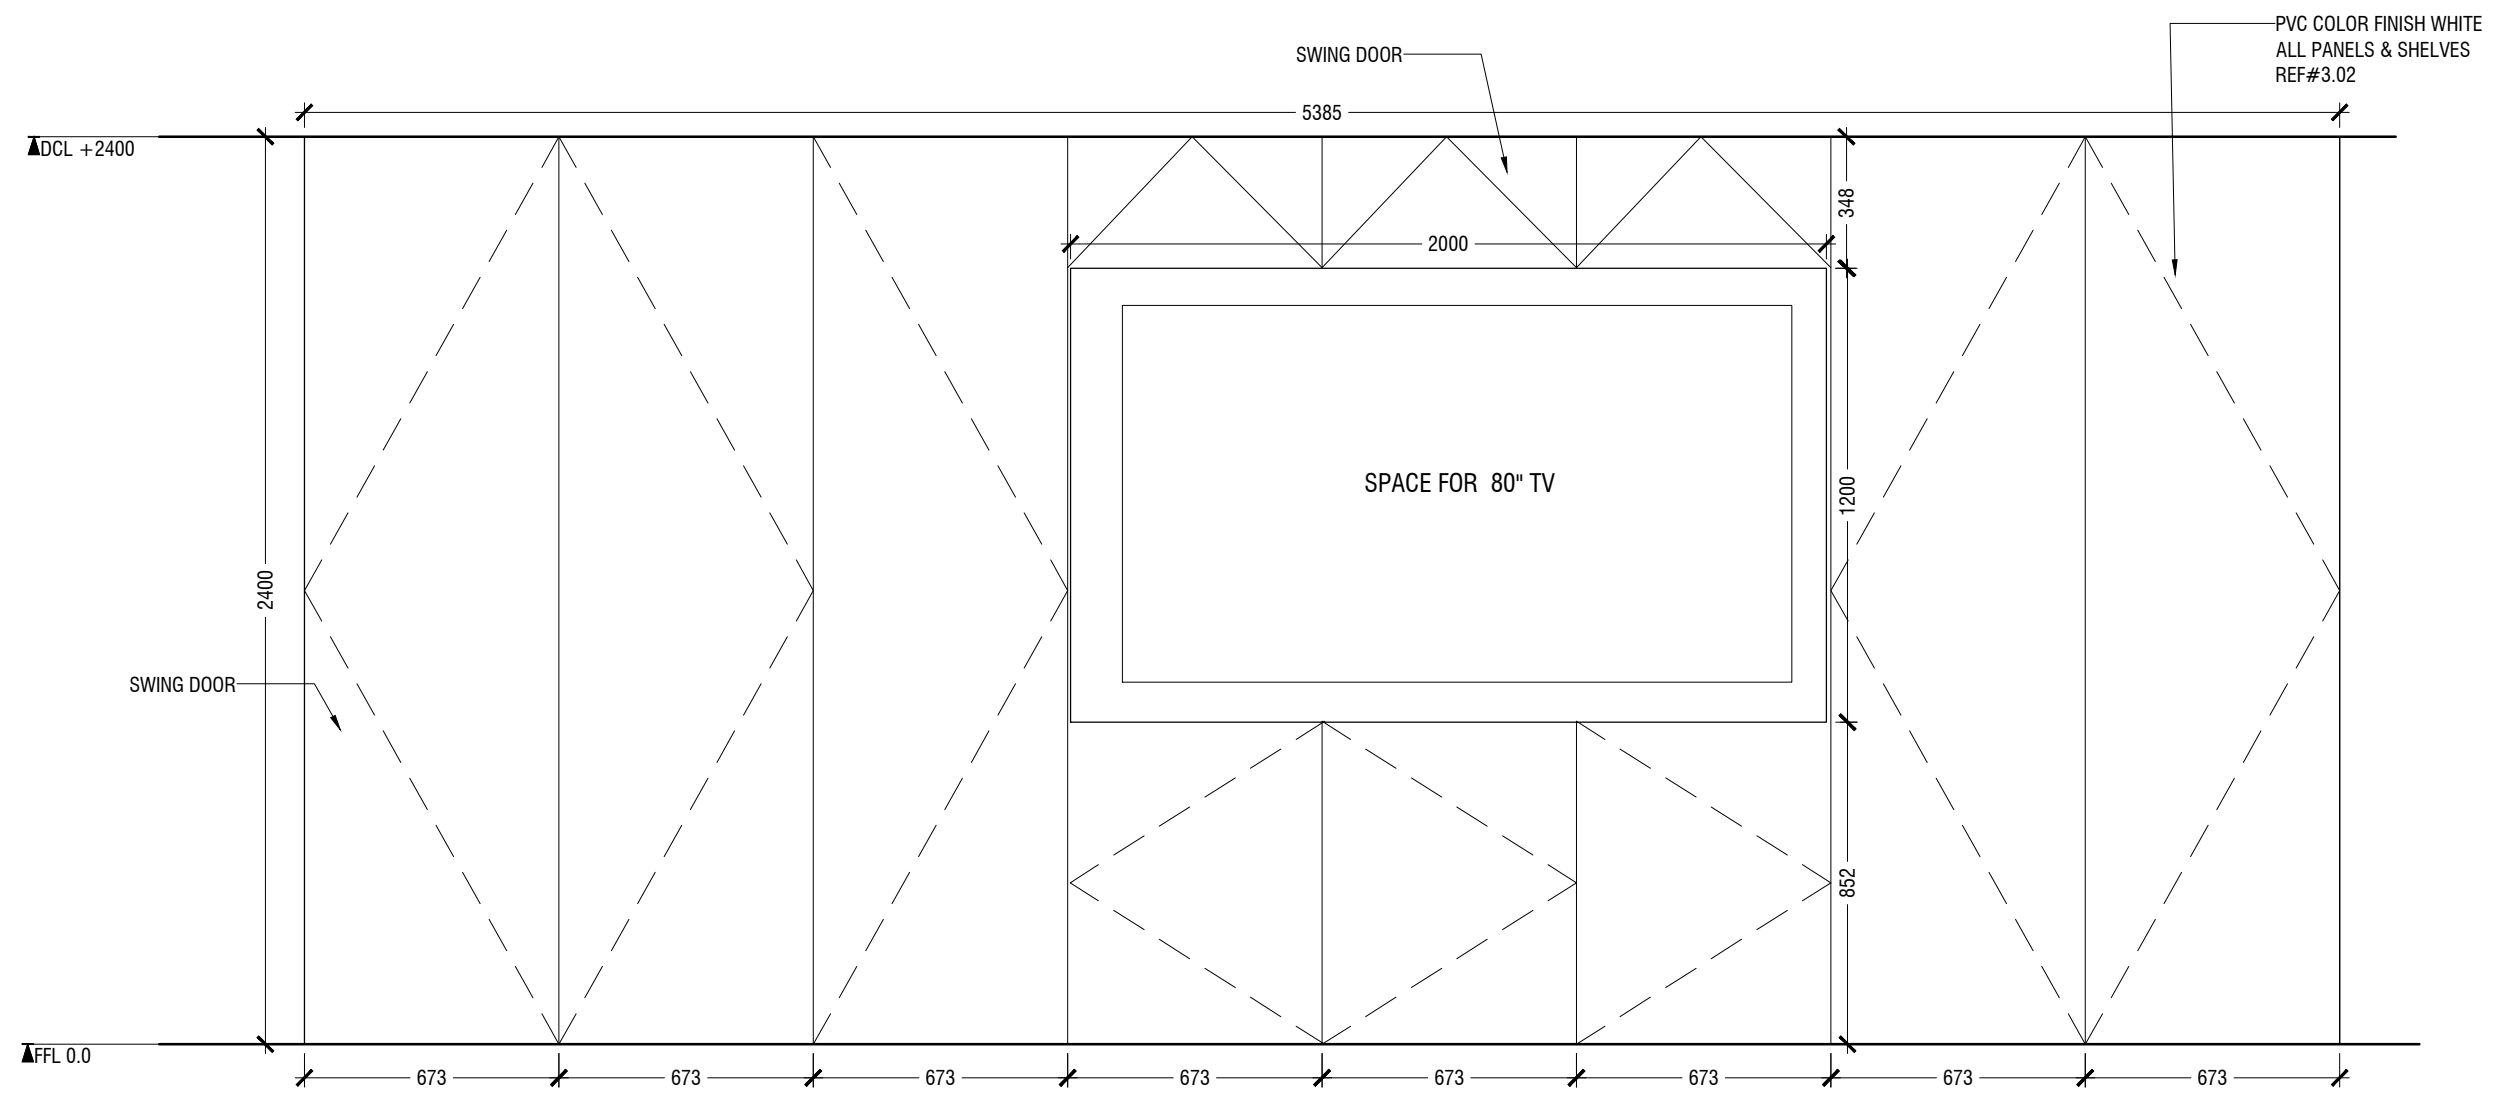 PVC COLOR FINISH WHITE
ALL PANELS & SHELVES
REF#3.02
SWING DOOR
5385
DCL +2400
348
2000
SPACE FOR 80" TV
1200
2400
SWING DOOR
852
FFL 0.0
673
673
673
673
673
673
673
673